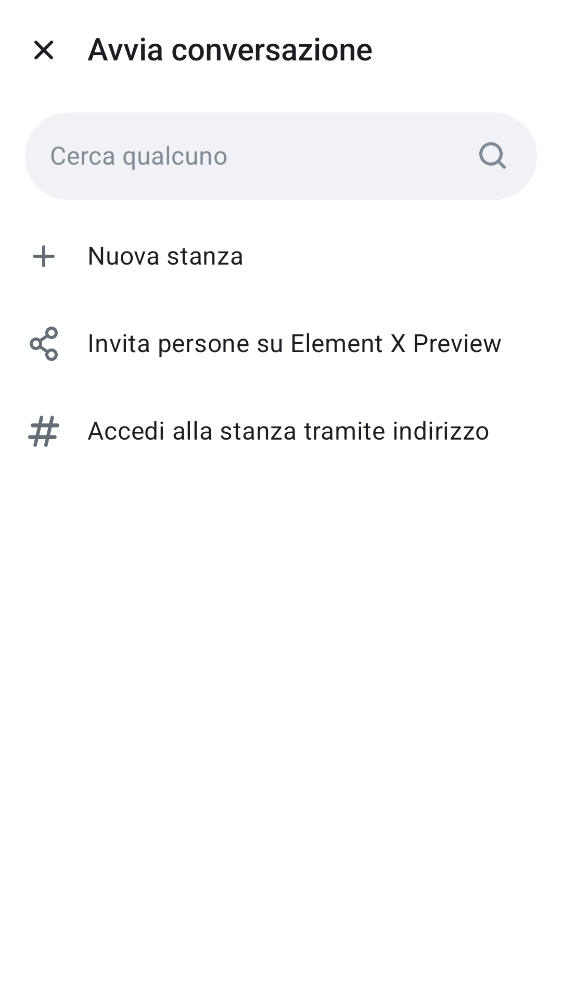 Avvia conversazione
Cerca qualcuno
Nuova stanza
Invita persone su Element X Preview
Accedi alla stanza tramite indirizzo